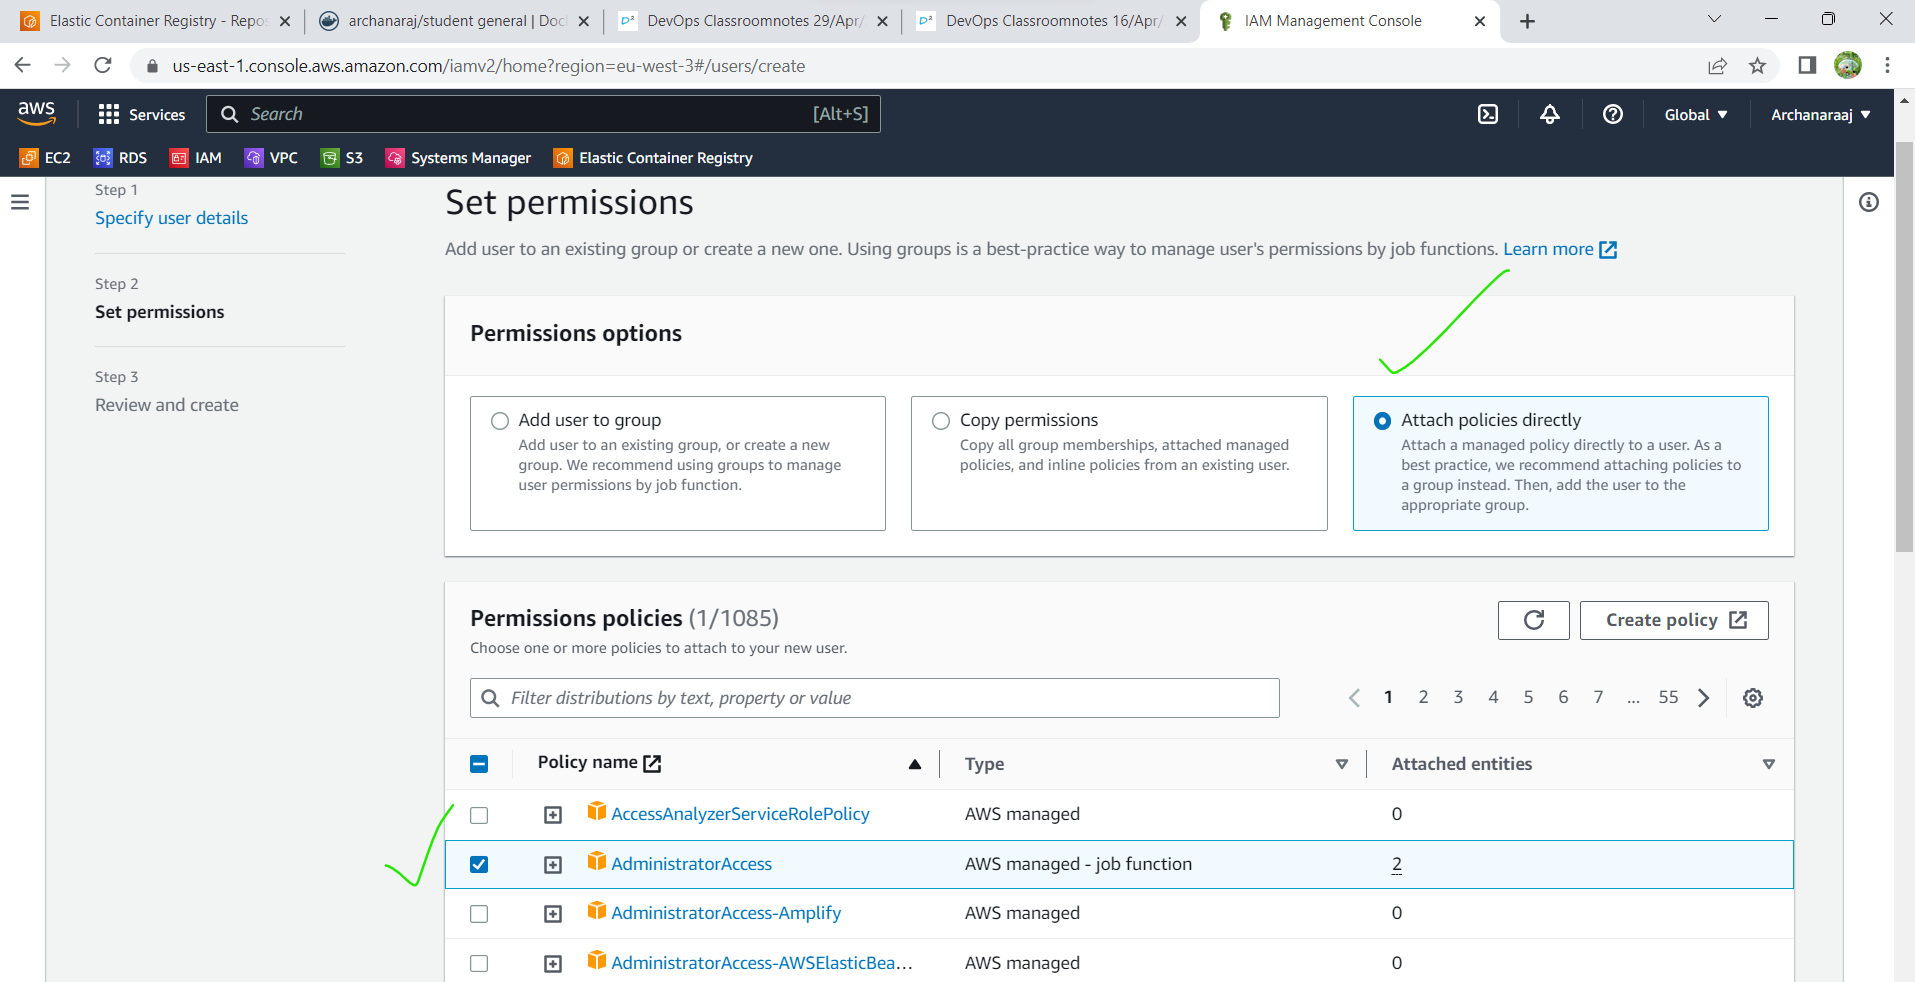 Elastic Container Registry - Repos
archanaraj/student general | Doc
DevOps Classroomnotes 29/Apr/
DevOps Classroomnotes 16/Apr/
IAM Management Console
us-east-1.console.aws.amazon.com/iamv2/home?region=eu-west-3#/users/create
aws
Services
Search
[Alt+S]
Global
Archanaraaj
EC2
RDS
IAM
VPC
S3
Systems Manager
Elastic Container Registry
Step 1
Specify user details
Step 2
Set permissions
Step 3
Review and create
Set permissions
Add user to an existing group or create a new one. Using groups is a best-practice way to manage user's permissions by job functions. Learn more
Permissions options
Add user to group
Add user to an existing group, or create a new
group. We recommend using groups to manage
user permissions by job function.
Copy permissions
Copy all group memberships, attached managed
policies, and inline policies from an existing user.
Attach policies directly
Attach a managed policy directly to a user. As a
best practice, we recommend attaching policies to
a group instead. Then, add the user to the
appropriate group.
Permissions policies (1/1085)
Choose one or more policies to attach to your new user.
Create policy
Filter distributions by text, property or value
1 2 3 4 5 6 7 ... 55
Policy name Type Attached entities
AccessAnalyzerServiceRolePolicy AWS managed 0
AdministratorAccess AWS managed - job function 2
AdministratorAccess-Amplify AWS managed 0
AdministratorAccess-AWSElasticBea... AWS managed 0